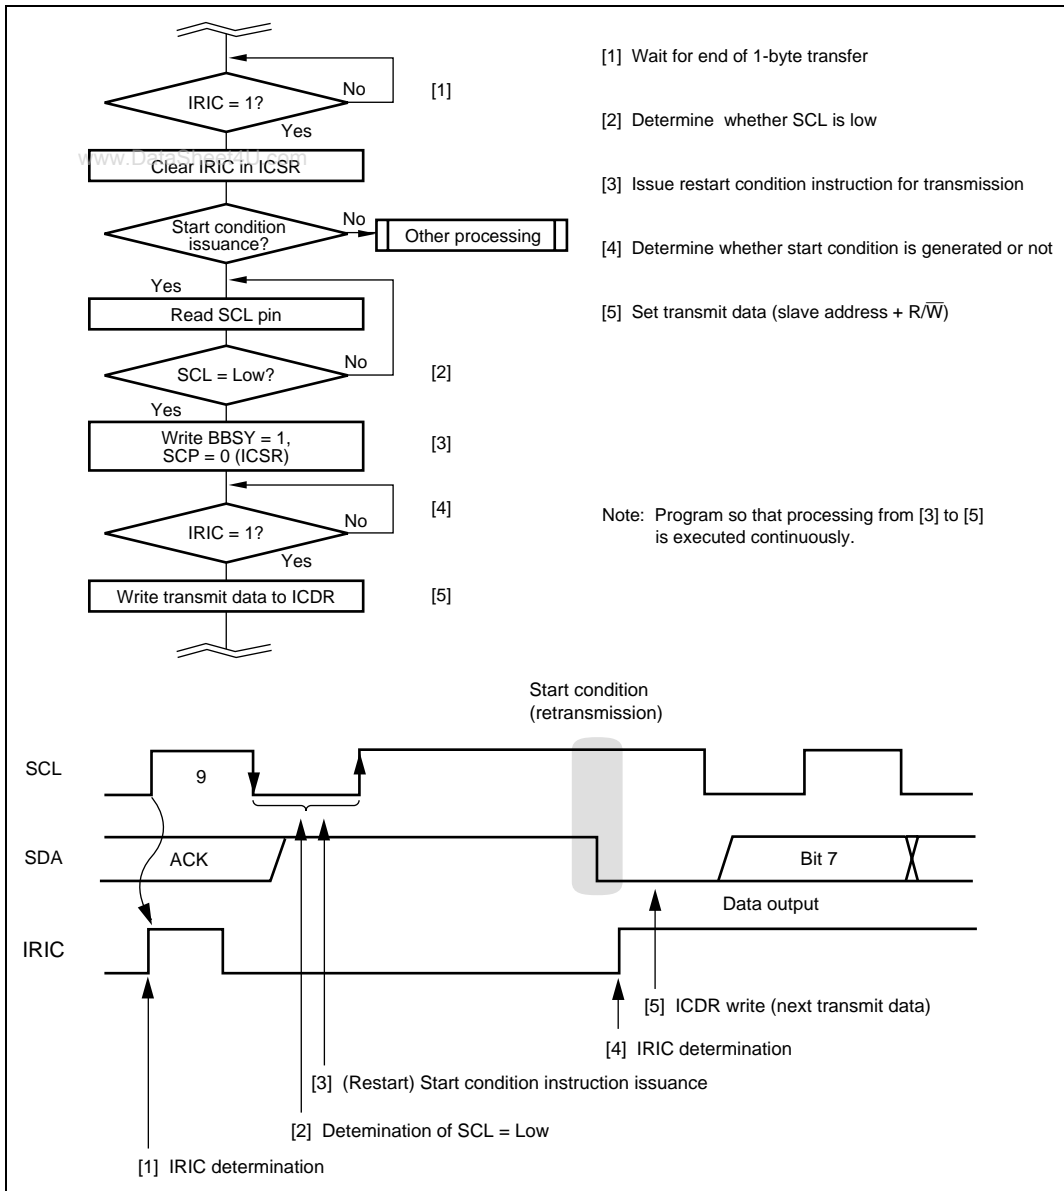 IRIC = 1?
No
[1]
Yes
www.DataSheet4U.com
Clear IRIC in ICSR
Start condition
issuance?
No
Other processing
Yes
Read SCL pin
SCL = Low?
No
[2]
Yes
Write BBSY = 1,
SCP = 0 (ICSR)
[3]
IRIC = 1?
No
[4]
Yes
Write transmit data to ICDR
[5]
[1] Wait for end of 1-byte transfer
[2] Determine whether SCL is low
[3] Issue restart condition instruction for transmission
[4] Determine whether start condition is generated or not
[5] Set transmit data (slave address + R/W̅)
Note: Program so that processing from [3] to [5]
is executed continuously.
Start condition
(retransmission)
SCL
9
SDA
ACK
Bit 7
Data output
IRIC
[5] ICDR write (next transmit data)
[4] IRIC determination
[3] (Restart) Start condition instruction issuance
[2] Detemination of SCL = Low
[1] IRIC determination